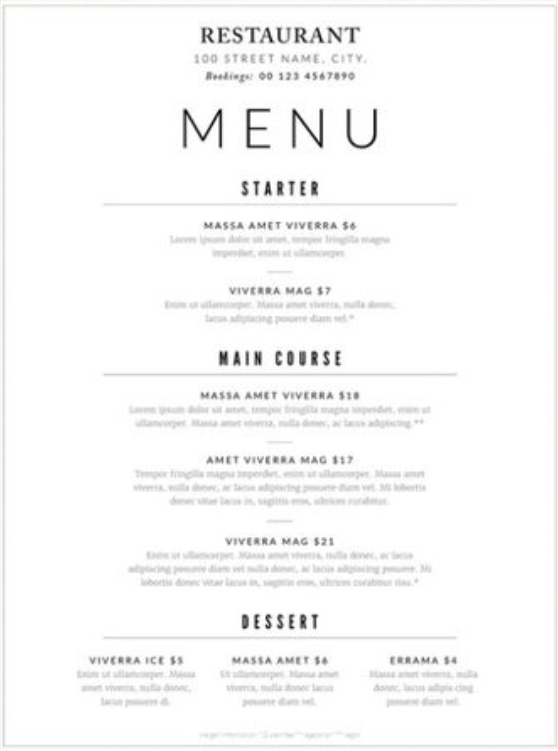 RESTAURANT
100 STREET NAME, CITY.
Bookings: 00 123 4567890
MENU
STARTER
MASSA AMET VIVERRA $6
Lorem ipsum dolor sit amet, tempor fringilla magna
imperdiet, enim ut ullamcorper.
VIVERRA MAG $7
Enim ut ullamcorper. Massa amet viverra, nulla donec,
lacus adipiscing posuere diam vel.*
MAIN COURSE
MASSA AMET VIVERRA $18
Lorem ipsum dolor sit amet, tempor fringilla magna imperdiet, enim ut
ullamcorper. Massa amet viverra, nulla donec, ac lacus adipiscing.**
AMET VIVERRA MAG $17
Tempor fringilla magna imperdiet, enim ut ullamcorper. Massa amet
viverra, nulla donec, ac lacus adipiscing posuere diam vel. Mi lobortis
donec vitae lacus in, sagittis eros, ultrices curabitur.
VIVERRA MAG $21
Enim ut ullamcorper. Massa amet viverra, nulla donec, ac lacus
adipiscing posuere diam vel nulla donec, ac lacus adipiscing posuere. Mi
lobortis donec vitae lacus in, sagittis eros, ultrices curabitur risu.*
DESSERT
VIVERRA ICE $5 MASSA AMET $6 ERRAMA $4
Enim ut ullamcorper. Massa Ut ullamcorper. Massa amet Massa amet viverra, nulla
amet viverra, nulla donec, viverra, nulla donec lacus donec, lacus adipis cing
lacus posuere di. posuere diam vel. posuere diam vel.